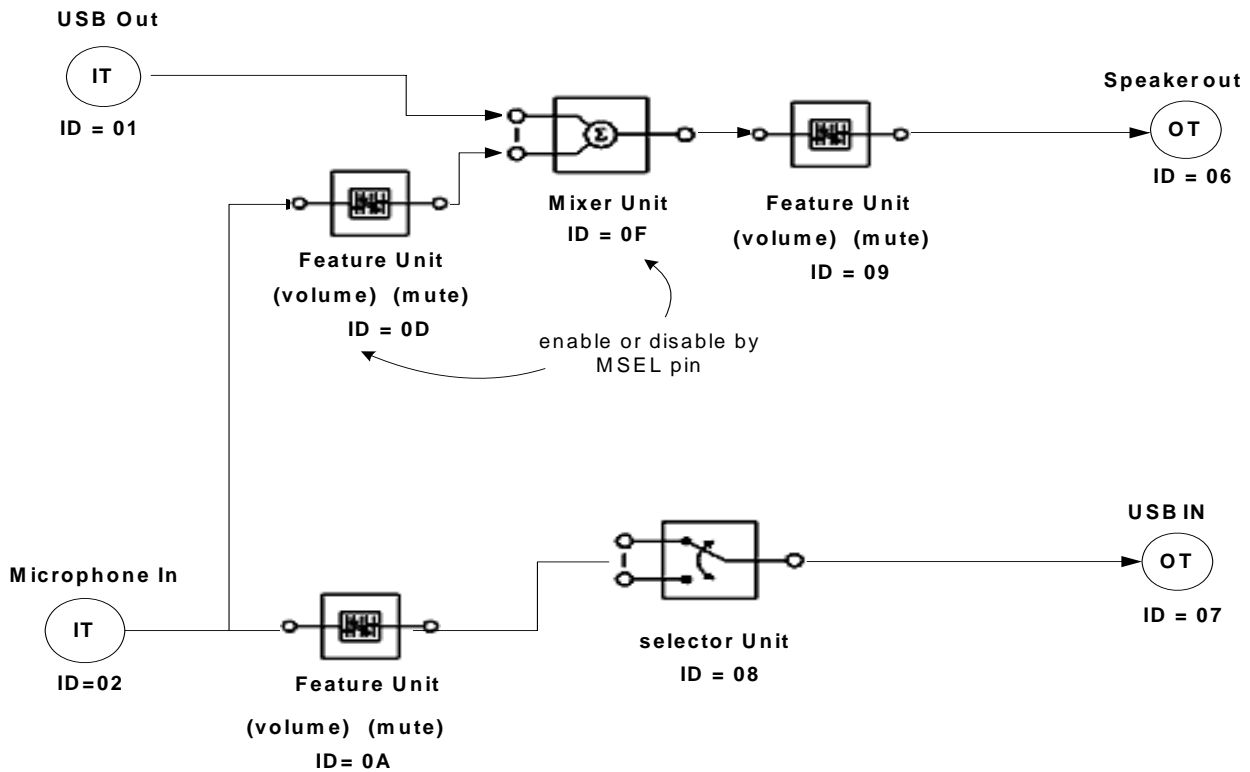 USB Out
IT
ID = 01
Speakerout
OT
ID = 06
Σ
Mixer Unit
ID = 0F
Feature Unit
(volume) (mute)
ID = 09
Feature Unit
(volume) (mute)
ID = 0D
enable or disable by
MSEL pin
Microphone In
IT
ID=02
Feature Unit
(volume) (mute)
ID= 0A
selector Unit
ID = 08
USB IN
OT
ID = 07